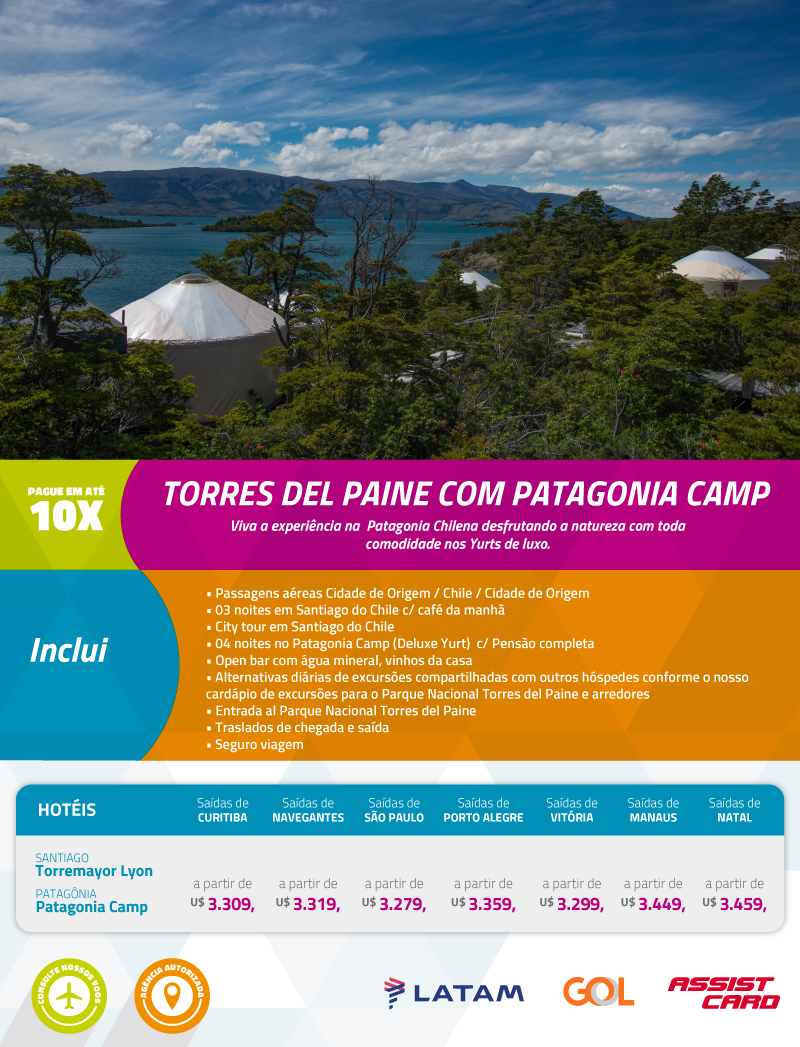 PAGUE EM ATÉ
10X
TORRES DEL PAINE COM PATAGONIA CAMP
Viva a experiência na Patagonia Chilena desfrutando a natureza com toda
comodidade nos Yurts de luxo.
Inclui
• Passagens aéreas Cidade de Origem / Chile / Cidade de Origem
• 03 noites em Santiago do Chile c/ café da manhã
• City tour em Santiago do Chile
• 04 noites no Patagonia Camp (Deluxe Yurt) c/ Pensão completa
• Open bar com água mineral, vinhos da casa
• Alternativas diárias de excursões compartilhadas com outros hóspedes conforme o nosso
cardápio de excursões para o Parque Nacional Torres del Paine e arredores
• Entrada al Parque Nacional Torres del Paine
• Traslados de chegada e saída
• Seguro viagem
HOTÉIS
Saídas de CURITIBA
Saídas de NAVEGANTES
Saídas de SÃO PAULO
Saídas de PORTO ALEGRE
Saídas de VITÓRIA
Saídas de MANAUS
Saídas de NATAL
SANTIAGO
Torremayor Lyon
PATAGÔNIA
Patagonia Camp
a partir de U$ 3.309,
a partir de U$ 3.319,
a partir de U$ 3.279,
a partir de U$ 3.359,
a partir de U$ 3.299,
a partir de U$ 3.449,
a partir de U$ 3.459,
CONSULTE NOSSOS VOOS
AGÊNCIA AUTORIZADA
LATAM
GOL
ASSIST
CARD